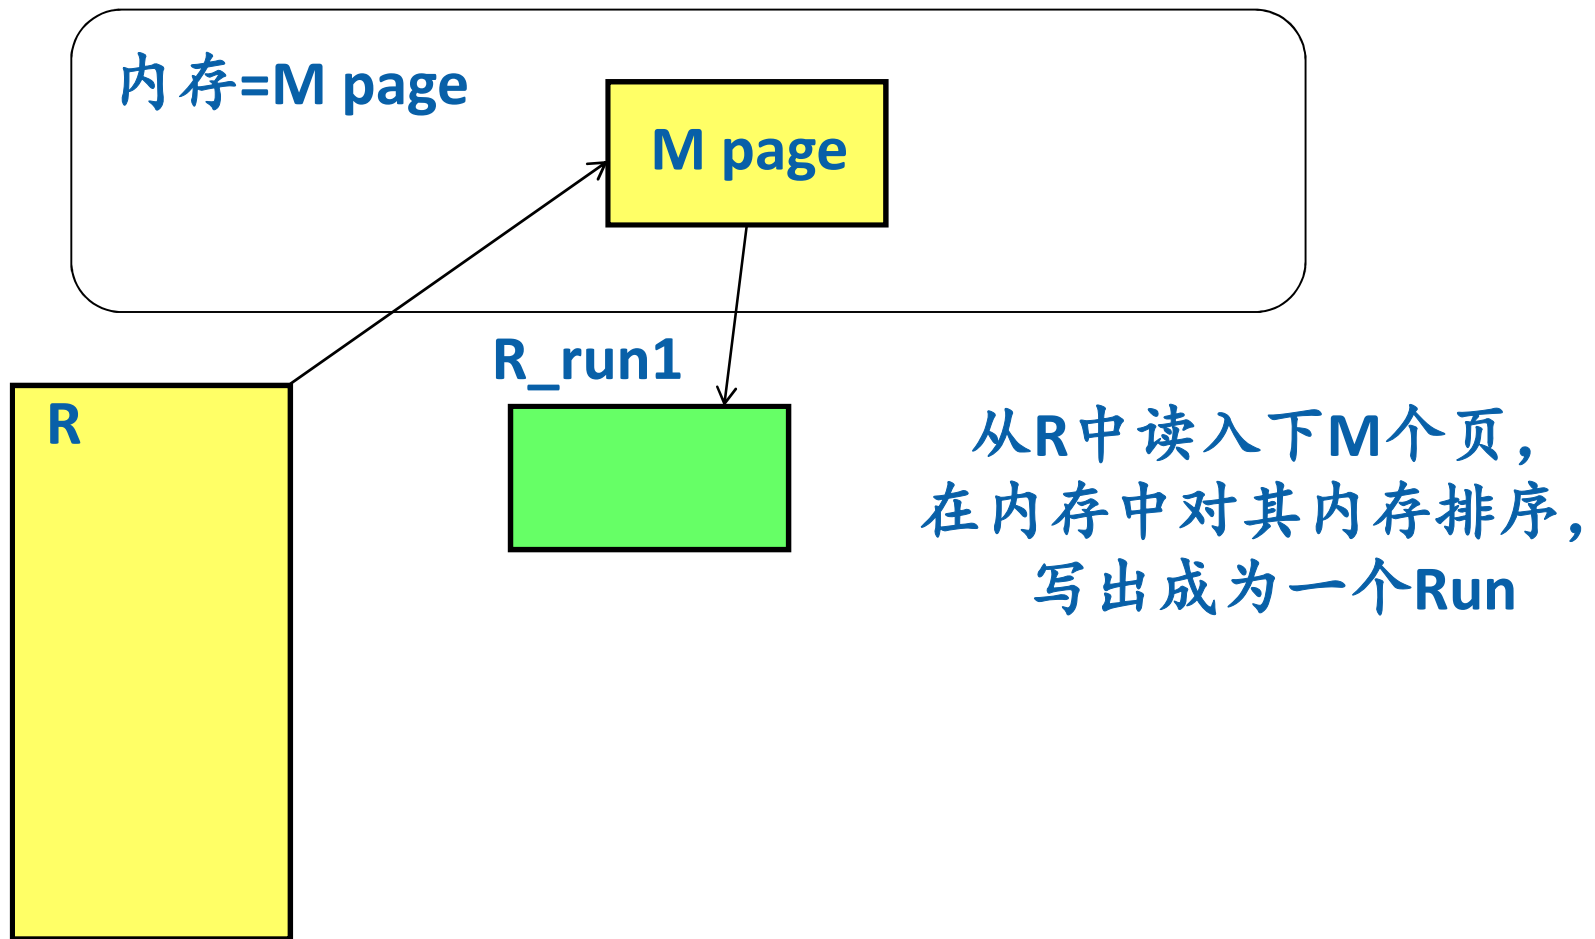 内存=M page
M page
R_run1
R
从R中读入下M个页，
在内存中对其内存排序，
写出成为一个Run